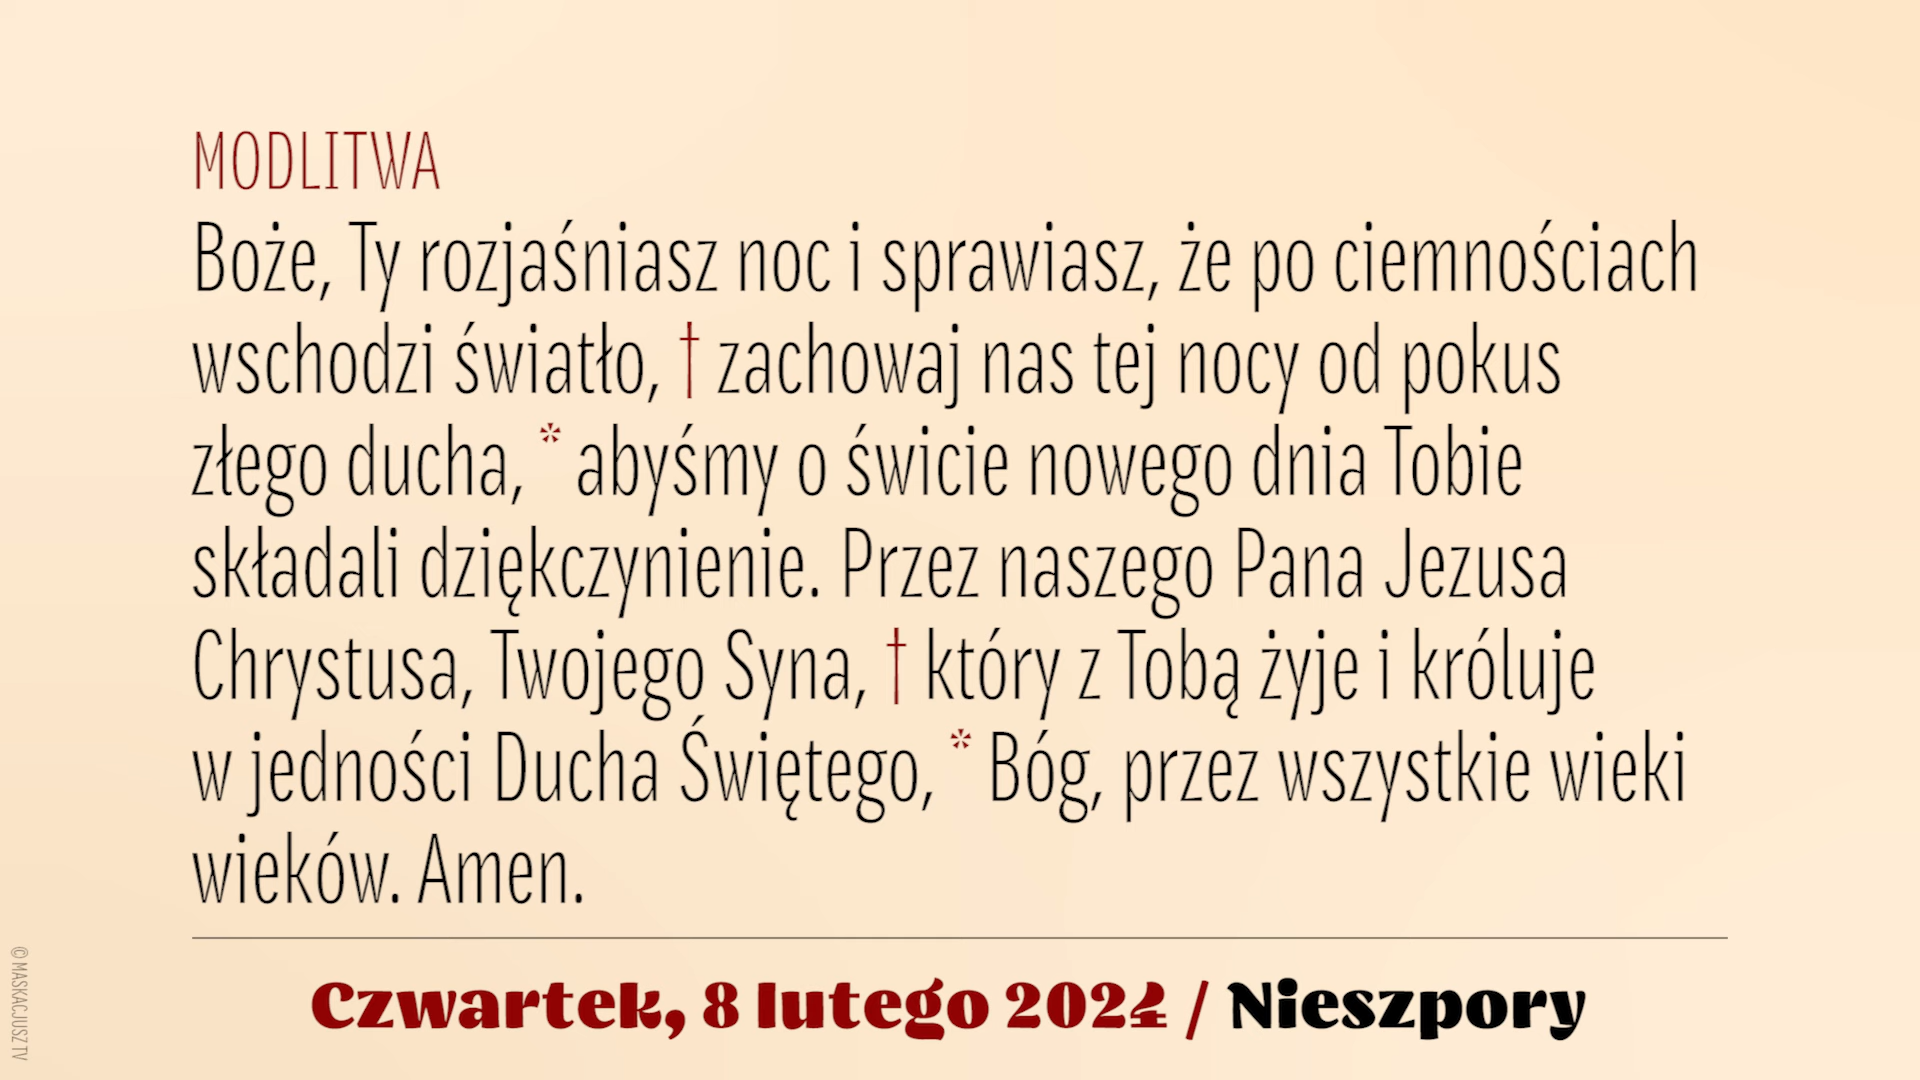 MODLITWA
Boże, Ty rozjaśniasz noc i sprawiasz, że po ciemnościach
wschodzi światło, † zachowaj nas tej nocy od pokus
złego ducha, * abyśmy o świcie nowego dnia Tobie
składali dziękczynienie. Przez naszego Pana Jezusa
Chrystusa, Twojego Syna, † który z Tobą żyje i króluje
w jedności Ducha Świętego, * Bóg, przez wszystkie wieki
wieków. Amen.
Czwartek, 8 lutego 2024 / Nieszpory
© MASKACJUSZ TV